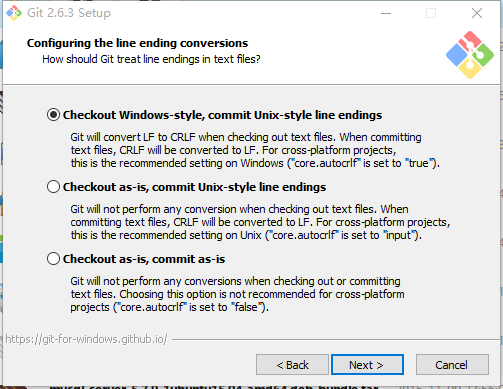 Git 2.6.3 Setup
Configuring the line ending conversions
How should Git treat line endings in text files?
Checkout Windows-style, commit Unix-style line endings
Git will convert LF to CRLF when checking out text files. When committing
text files, CRLF will be converted to LF. For cross-platform projects,
this is the recommended setting on Windows ("core.autocrlf" is set to "true").
Checkout as-is, commit Unix-style line endings
Git will not perform any conversion when checking out text files. When
committing text files, CRLF will be converted to LF. For cross-platform projects,
this is the recommended setting on Unix ("core.autocrlf" is set to "input").
Checkout as-is, commit as-is
Git will not perform any conversions when checking out or committing
text files. Choosing this option is not recommended for cross-platform
projects ("core.autocrlf" is set to "false").
https://git-for-windows.github.io/
< Back
Next >
Cancel